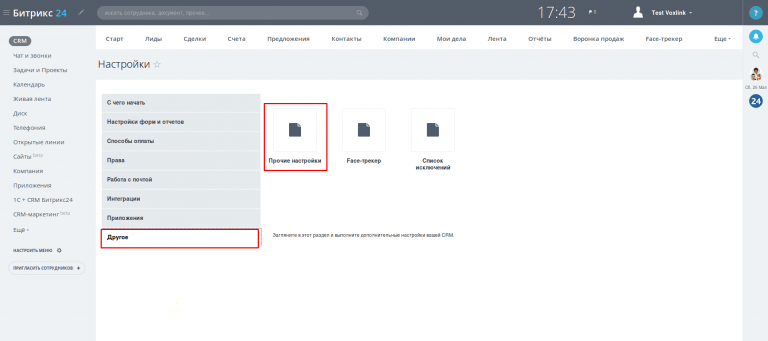 Битрикс 24
искать сотрудника, документ, прочее...
17:43
0
Test Voxlink
?
CRM
Чат и звонки
Задачи и Проекты
Календарь
Живая лента
Диск
Телефония
Открытые линии
Сайты beta
Компания
Приложения
1С + CRM Битрикс24
CRM-маркетинг beta
Ещё
НАСТРОИТЬ МЕНЮ
ПРИГЛАСИТЬ СОТРУДНИКОВ +
Старт Лиды Сделки Счета Предложения Контакты Компании Мои дела Лента Отчёты Воронка продаж Face-трекер Еще
Настройки
С чего начать
Настройки форм и отчетов
Способы оплаты
Права
Работа с почтой
Интеграции
Приложения
Другое
Прочие настройки
Face-трекер
Список
исключений
Загляните в этот раздел и выполните дополнительные настройки вашей CRM.
Сб, 26 Мая
24